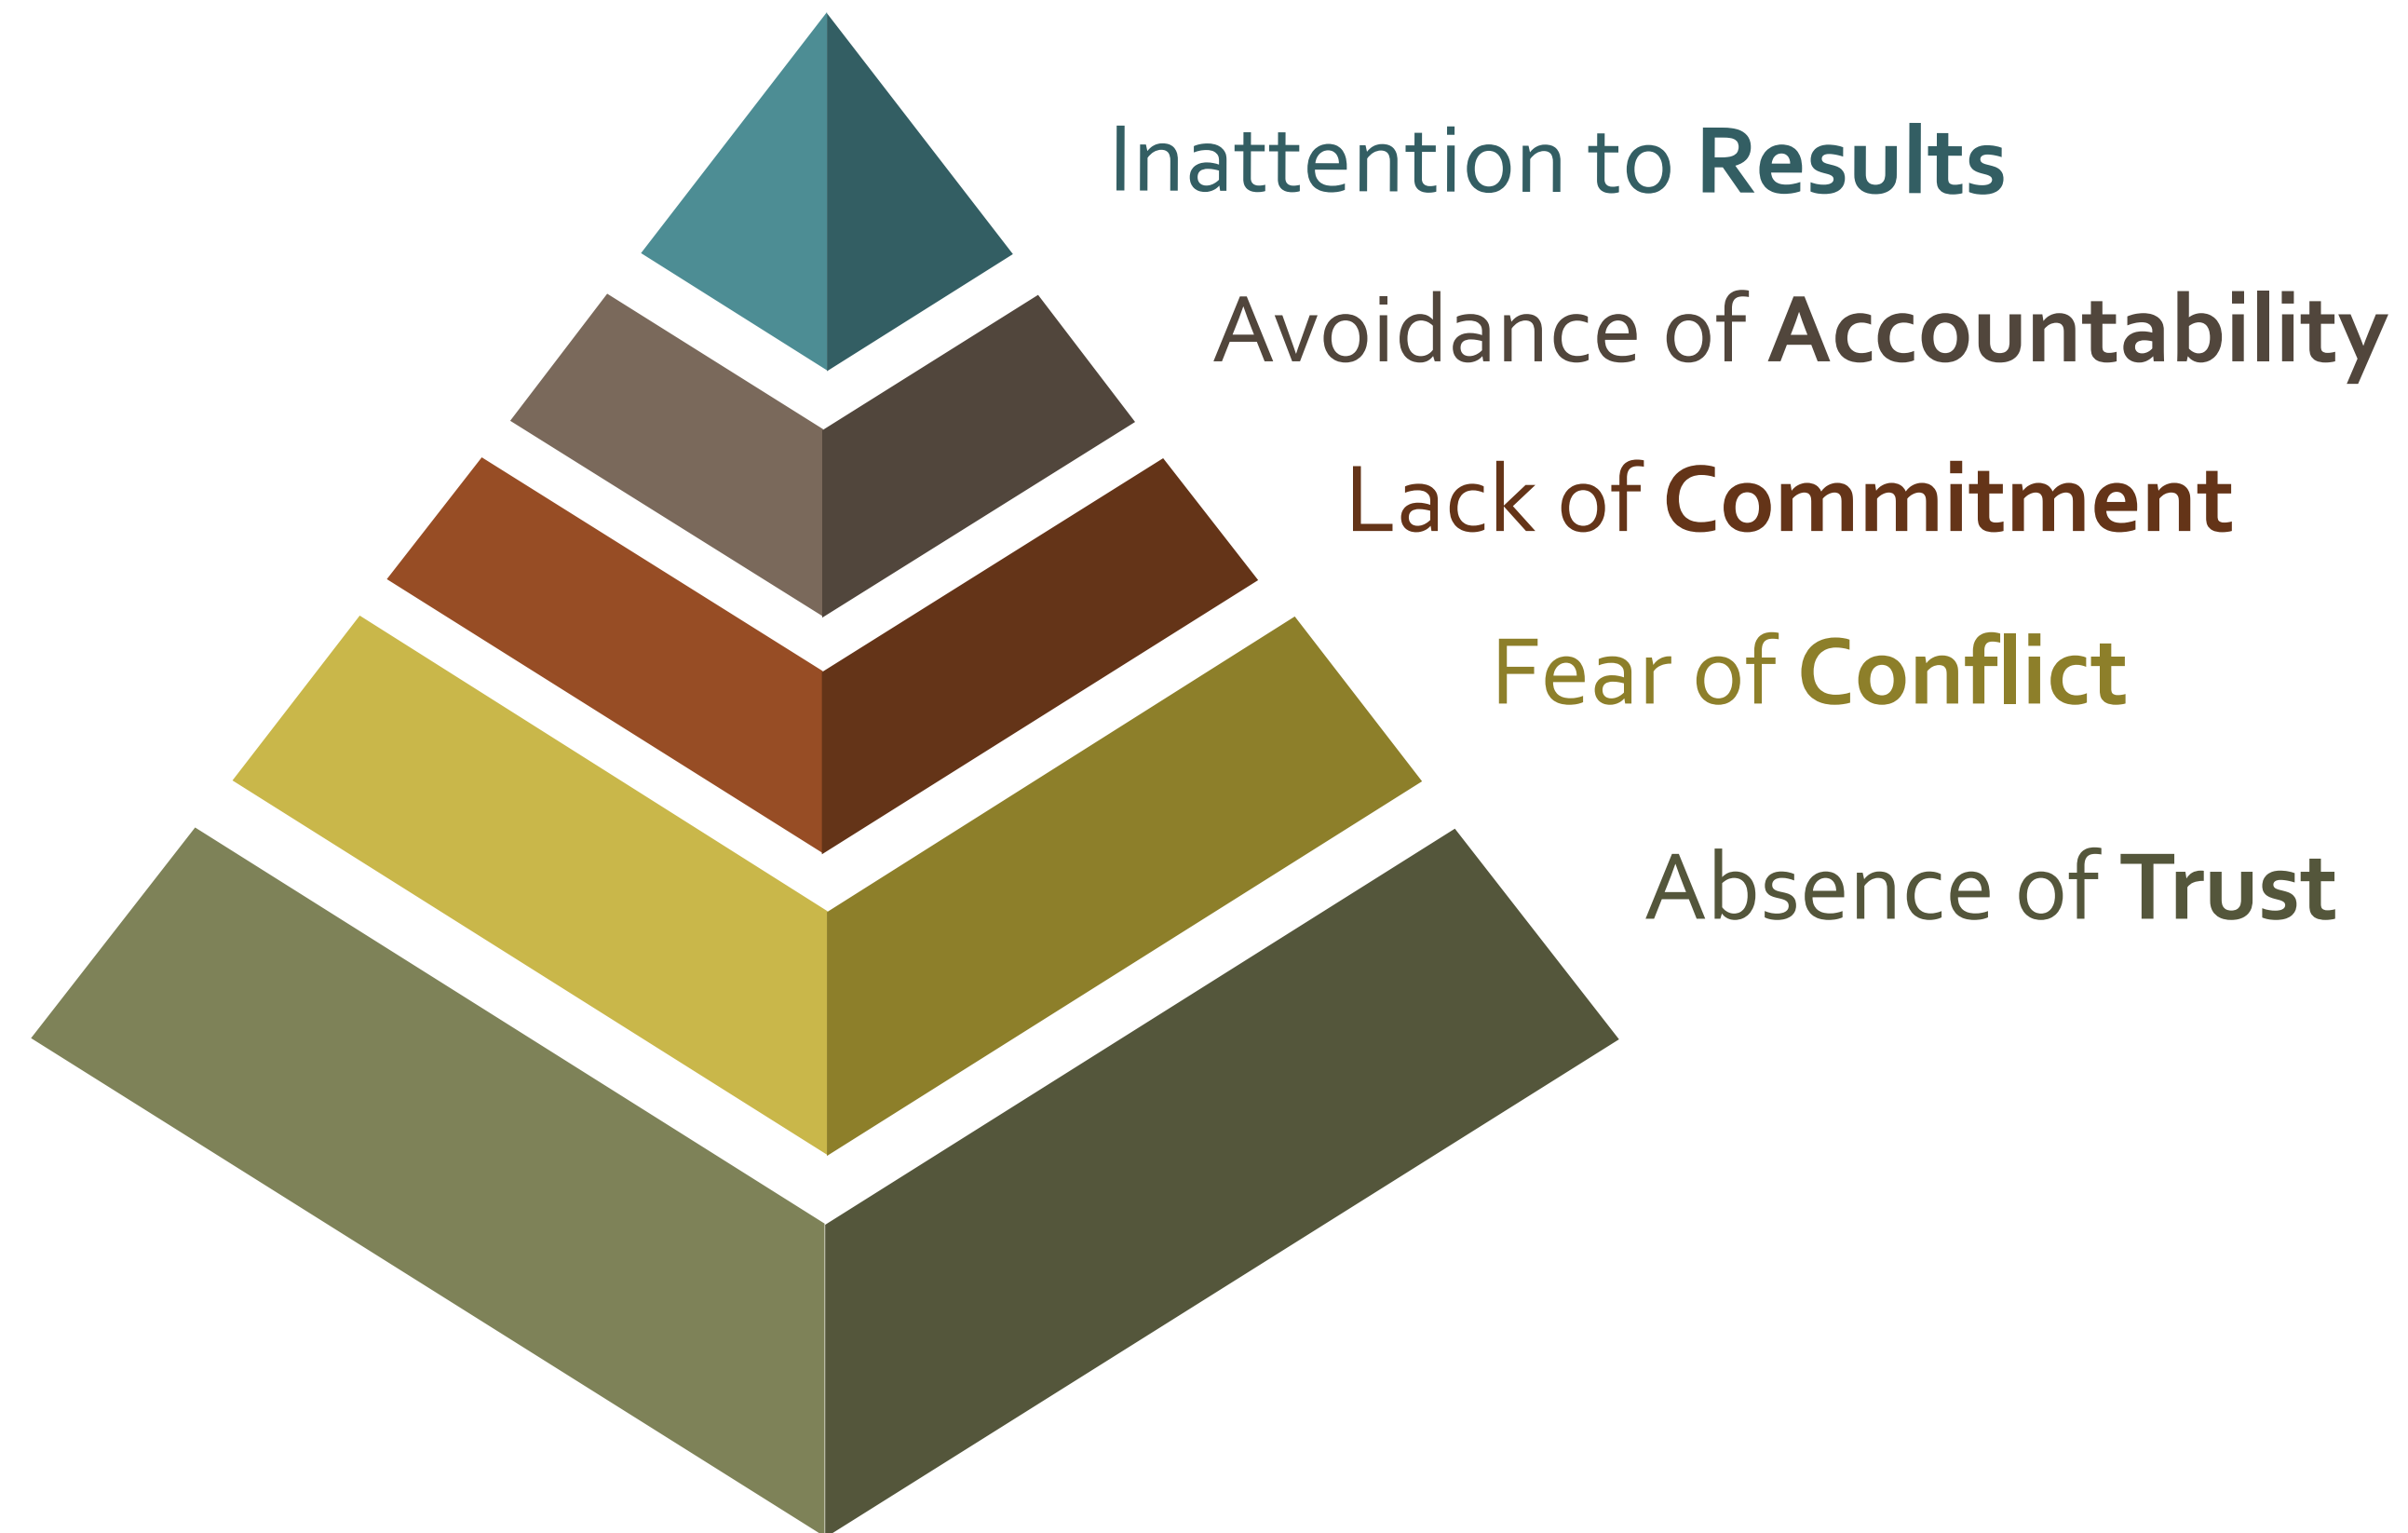 Inattention to Results
Avoidance of Accountability
Lack of Commitment
Fear of Conflict
Absence of Trust